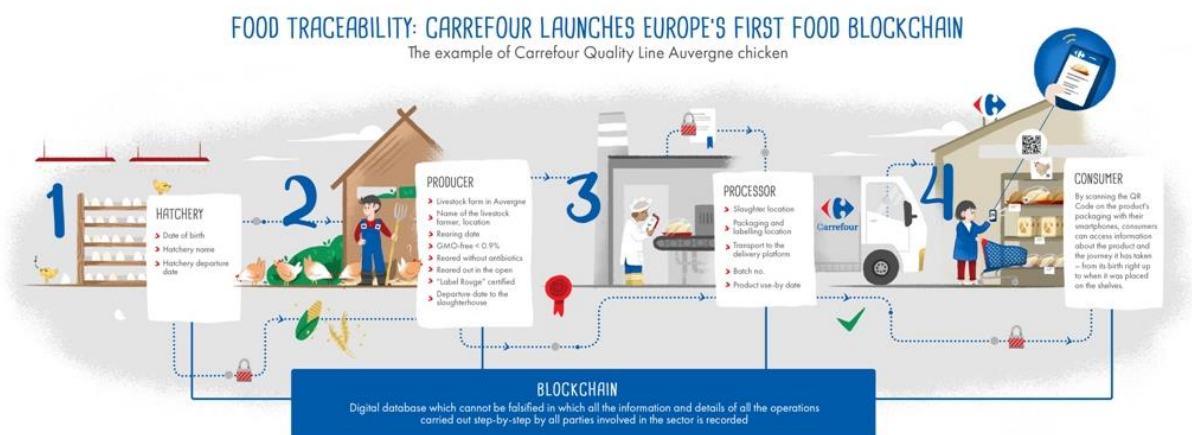 FOOD TRACEABILITY: CARREFOUR LAUNCHES EUROPE'S FIRST FOOD BLOCKCHAIN
The example of Carrefour Quality Line Auvergne chicken
1
HATCHERY
Date of birth
Hatchery name
Hatchery departure
date
2
PRODUCER
Livestock farm in Auvergne
Name of the livestock
farmer, location
Rearing date
GMO-free < 0.9%
Reared without antibiotics
Reared out in the open
"Label Rouge" certified
Departure date to the
slaughterhouse
3
PROCESSOR
Slaughter location
Packaging and
labelling location
Transport to the
delivery platform
Batch no.
Product use-by date
Carrefour
4
CONSUMER
By scanning the QR
Code on the product's
packaging with their
smartphones, consumers
can access information
about the product and
the journey it has taken
– from its birth right up
to when it was placed
on the shelves.
BLOCKCHAIN
Digital database which cannot be falsified in which all the information and details of all the operations
carried out step-by-step by all parties involved in the sector is recorded